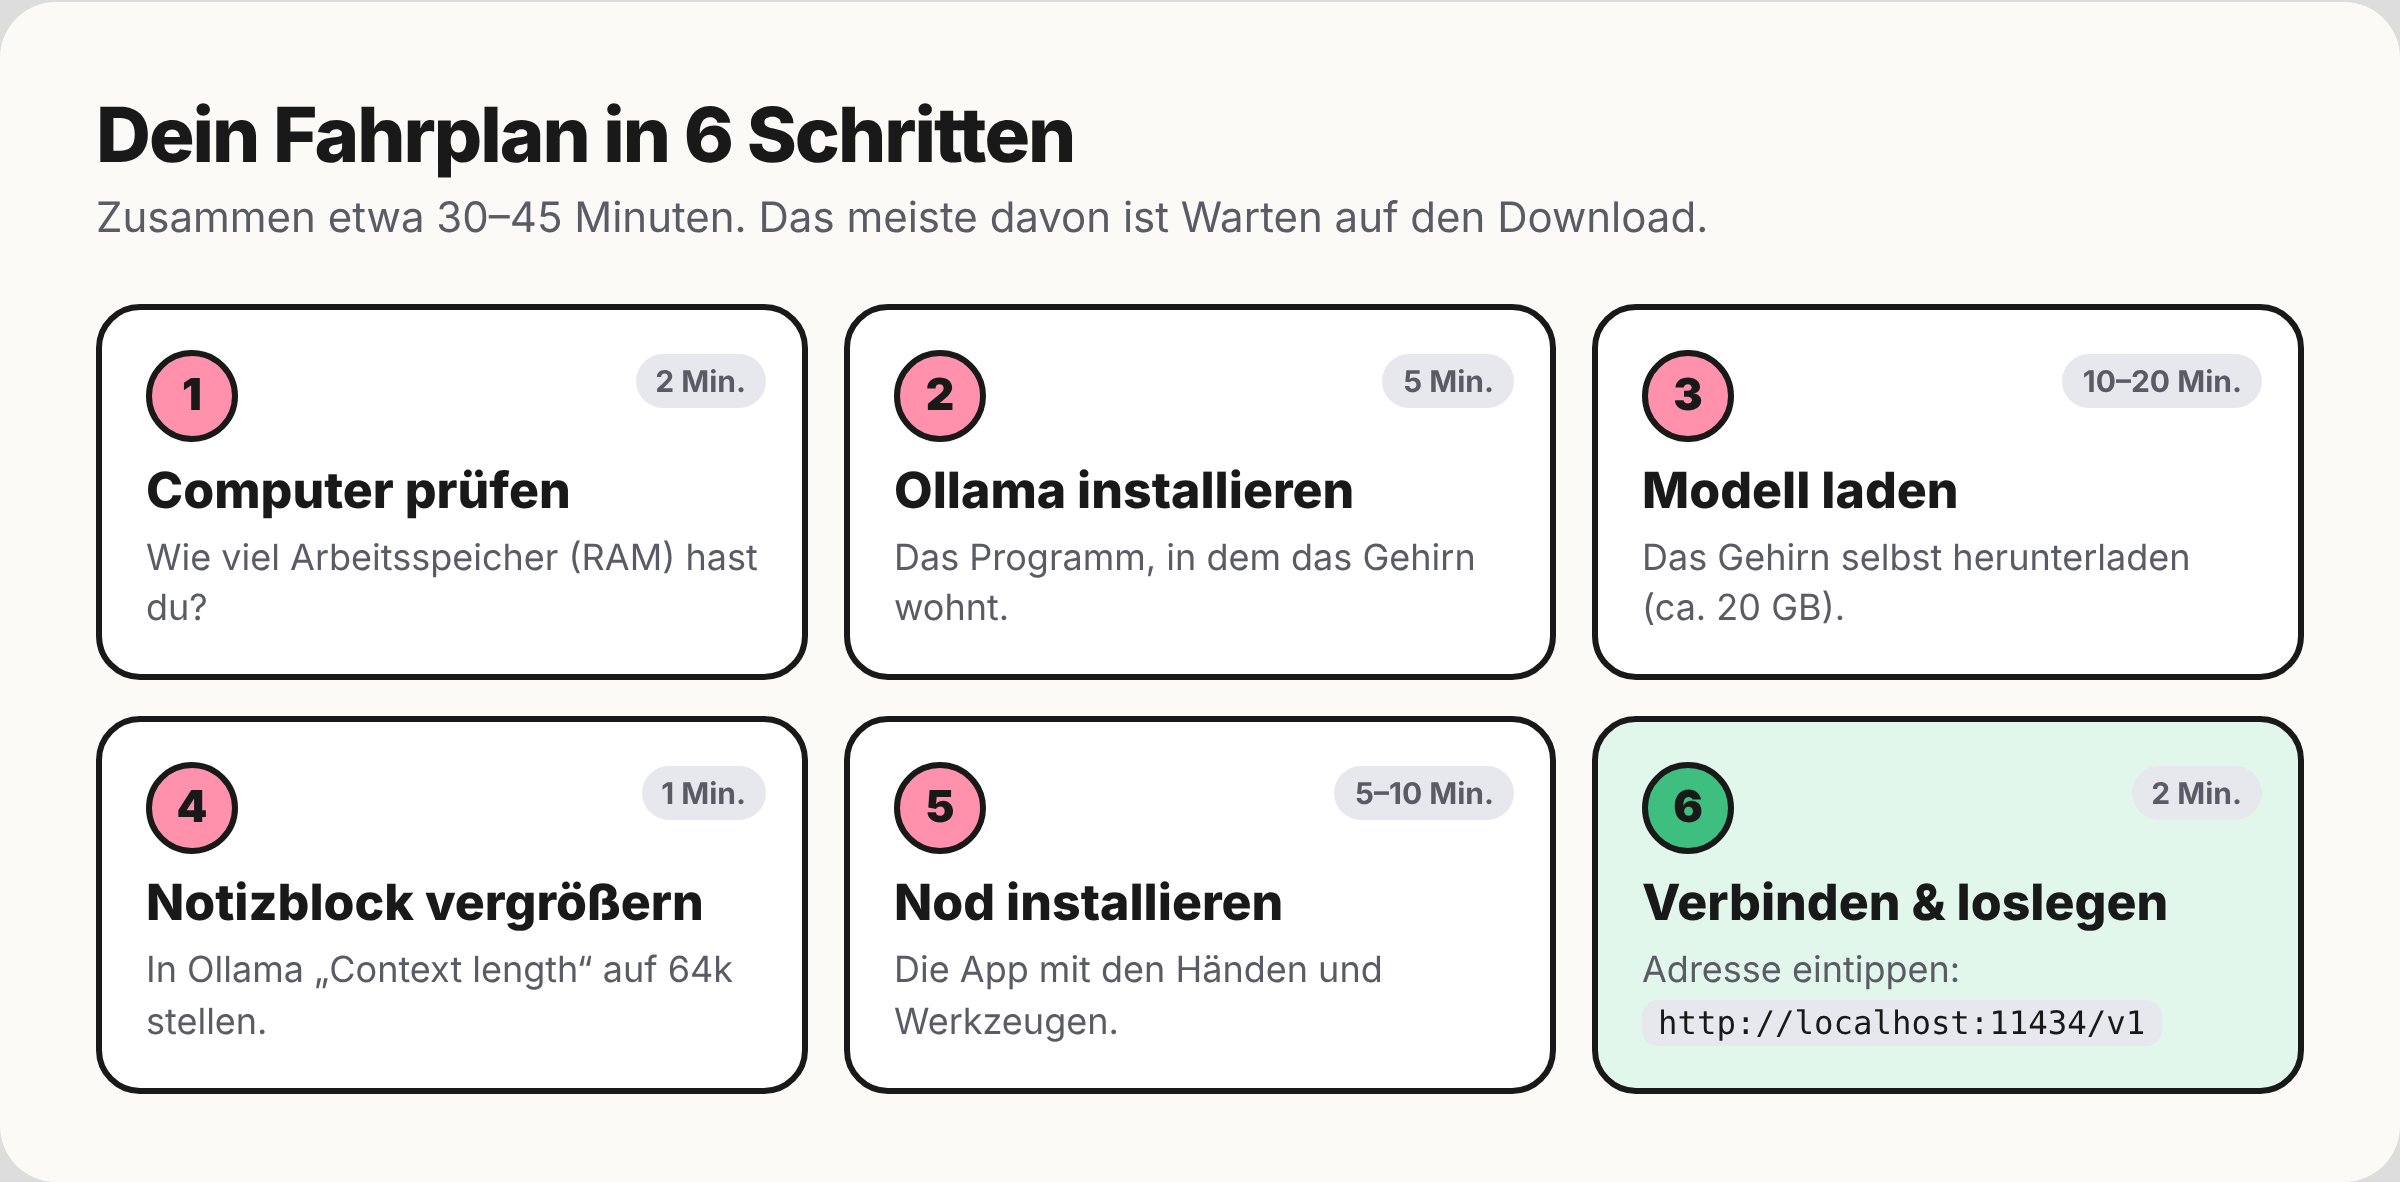 Dein Fahrplan in 6 Schritten
Zusammen etwa 30–45 Minuten. Das meiste davon ist Warten auf den Download.
1
2 Min.
Computer prüfen
Wie viel Arbeitsspeicher (RAM) hast
du?
2
5 Min.
Ollama installieren
Das Programm, in dem das Gehirn
wohnt.
3
10–20 Min.
Modell laden
Das Gehirn selbst herunterladen
(ca. 20 GB).
4
1 Min.
Notizblock vergrößern
In Ollama „Context length“ auf 64k
stellen.
5
5–10 Min.
Nod installieren
Die App mit den Händen und
Werkzeugen.
6
2 Min.
Verbinden & loslegen
Adresse eintippen:
http://localhost:11434/v1